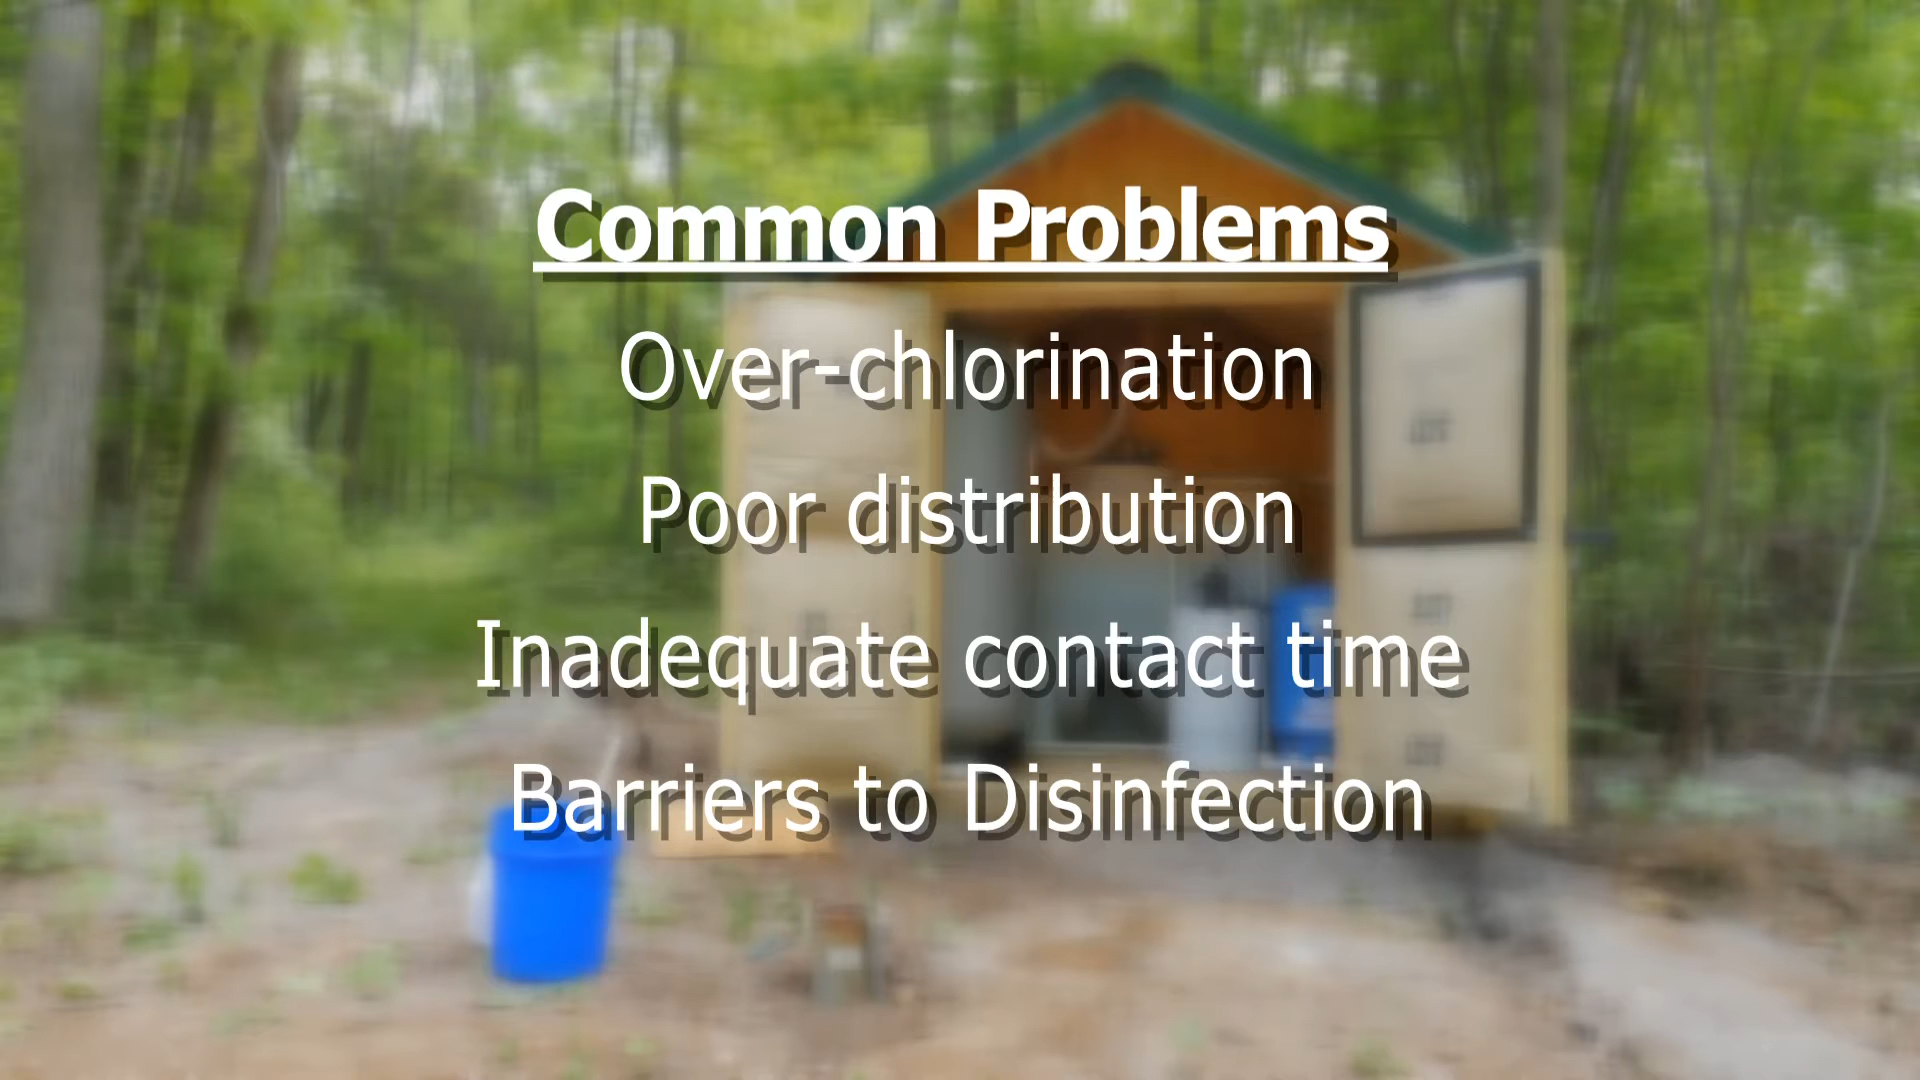 Common Problems
Over-chlorination
Poor distribution
Inadequate contact time
Barriers to Disinfection